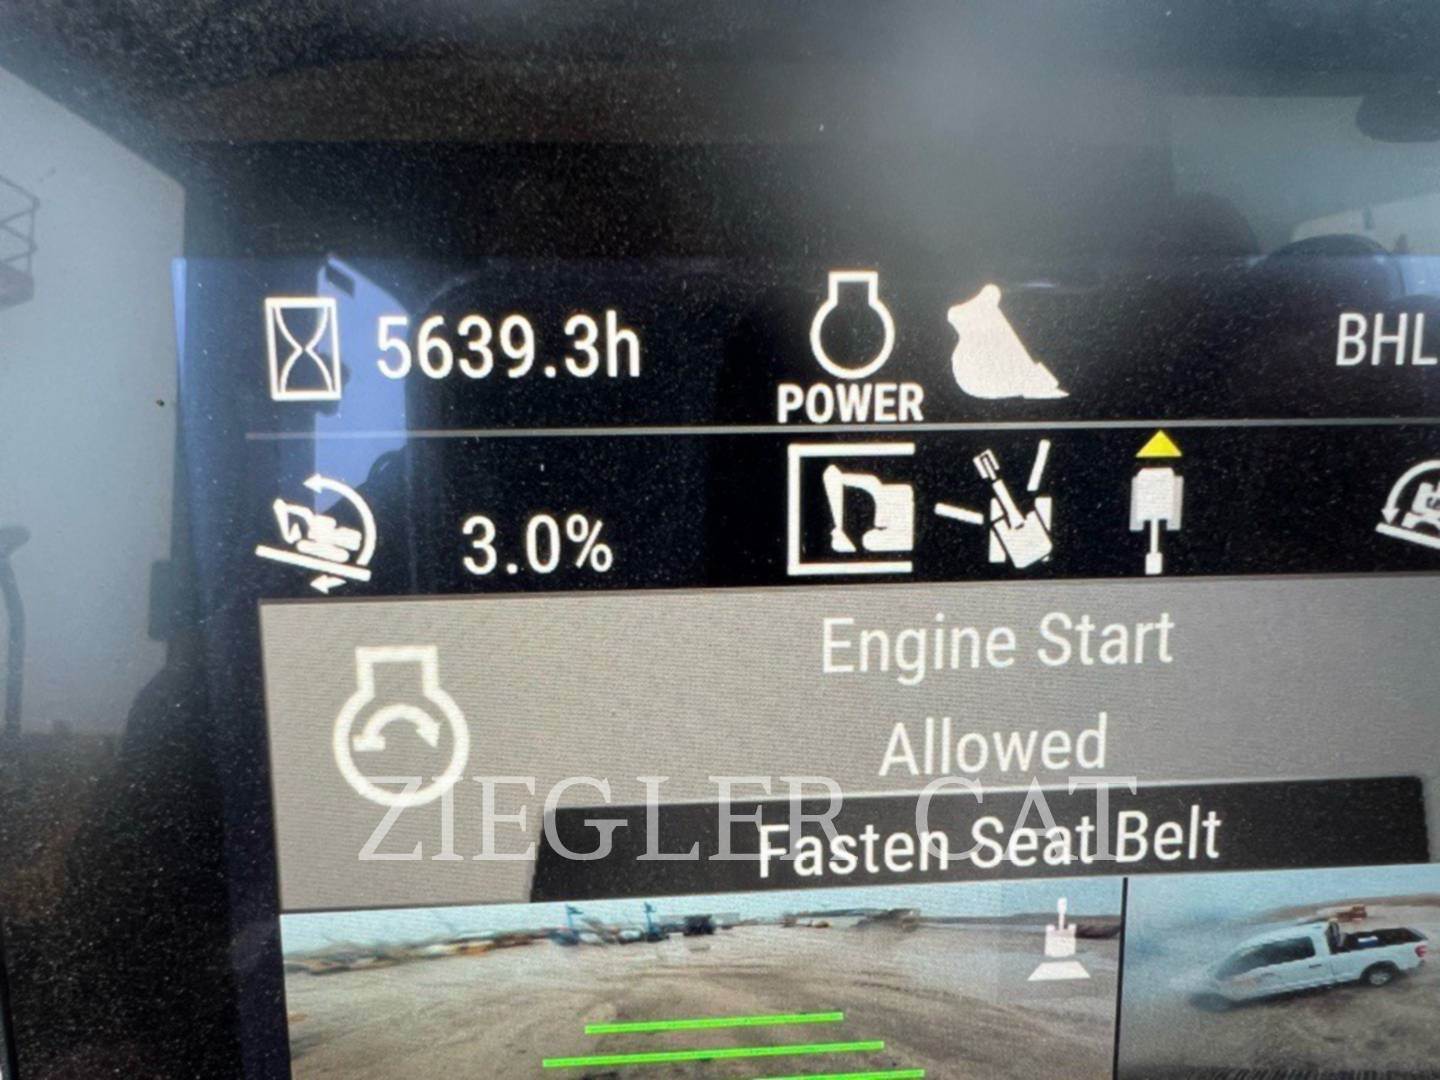 5639.3h
POWER
BHL
3.0%
Engine Start
Allowed
Fasten Seat Belt
ZIEGLER CAT